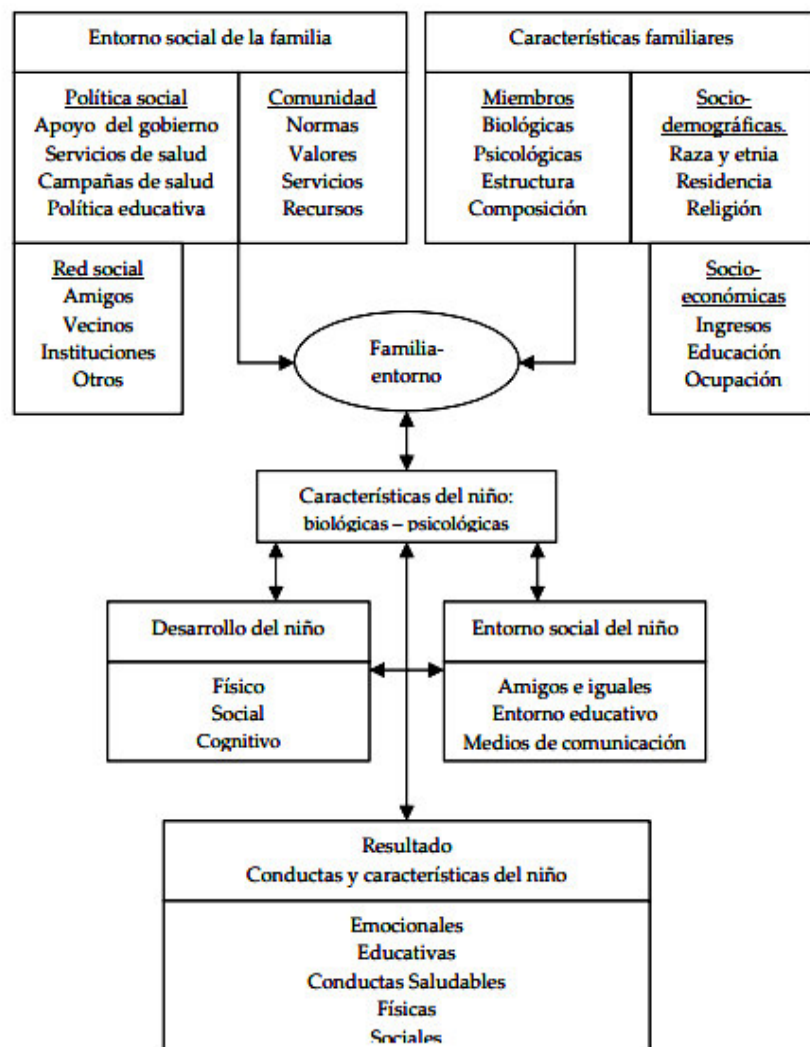 Entorno social de la familia
Política social
Apoyo del gobierno
Servicios de salud
Campañas de salud
Política educativa
Comunidad
Normas
Valores
Servicios
Recursos
Red social
Amigos
Vecinos
Instituciones
Otros
Características familiares
Miembros
Biológicas
Psicológicas
Estructura
Composición
Socio-
demográficas.
Raza y etnia
Residencia
Religión
Socio-
económicas
Ingresos
Educación
Ocupación
Familia-
entorno
Características del niño:
biológicas – psicológicas
Desarrollo del niño
Físico
Social
Cognitivo
Entorno social del niño
Amigos e iguales
Entorno educativo
Medios de comunicación
Resultado
Conductas y características del niño
Emocionales
Educativas
Conductas Saludables
Físicas
Sociales